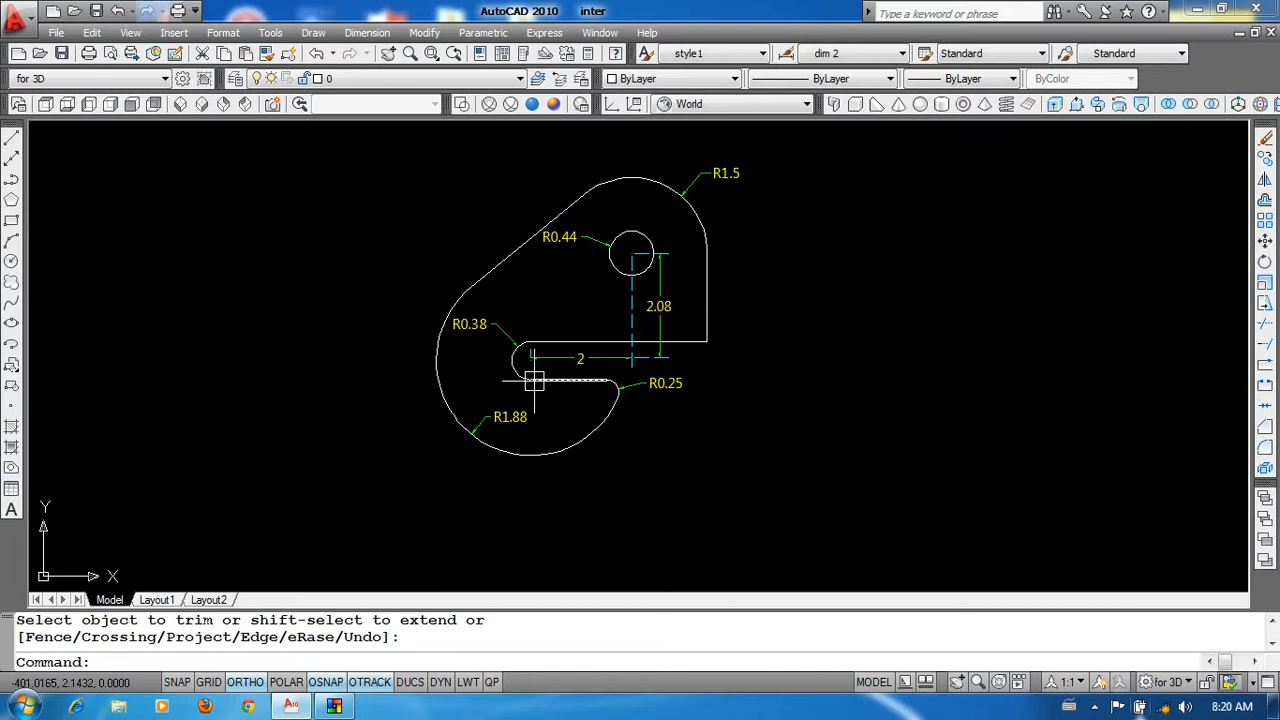 AutoCAD 2010 inter
Type a keyword or phrase
File Edit View Insert Format Tools Draw Dimension Modify Parametric Express Window Help
style1 dim 2 Standard Standard
for 3D 0 ByLayer ByLayer ByLayer ByColor
World
R1.5
R0.44
2.08
R0.38
2
R0.25
R1.88
Y
X
Model Layout1 Layout2
Select object to trim or shift-select to extend or
[Fence/Crossing/Project/Edge/eRase/Undo]:
Command:
-401.0165, 2.1432, 0.0000 SNAP GRID ORTHO POLAR OSNAP OTRACK DUCS DYN LWT QP MODEL 1:1 for 3D
8:20 AM